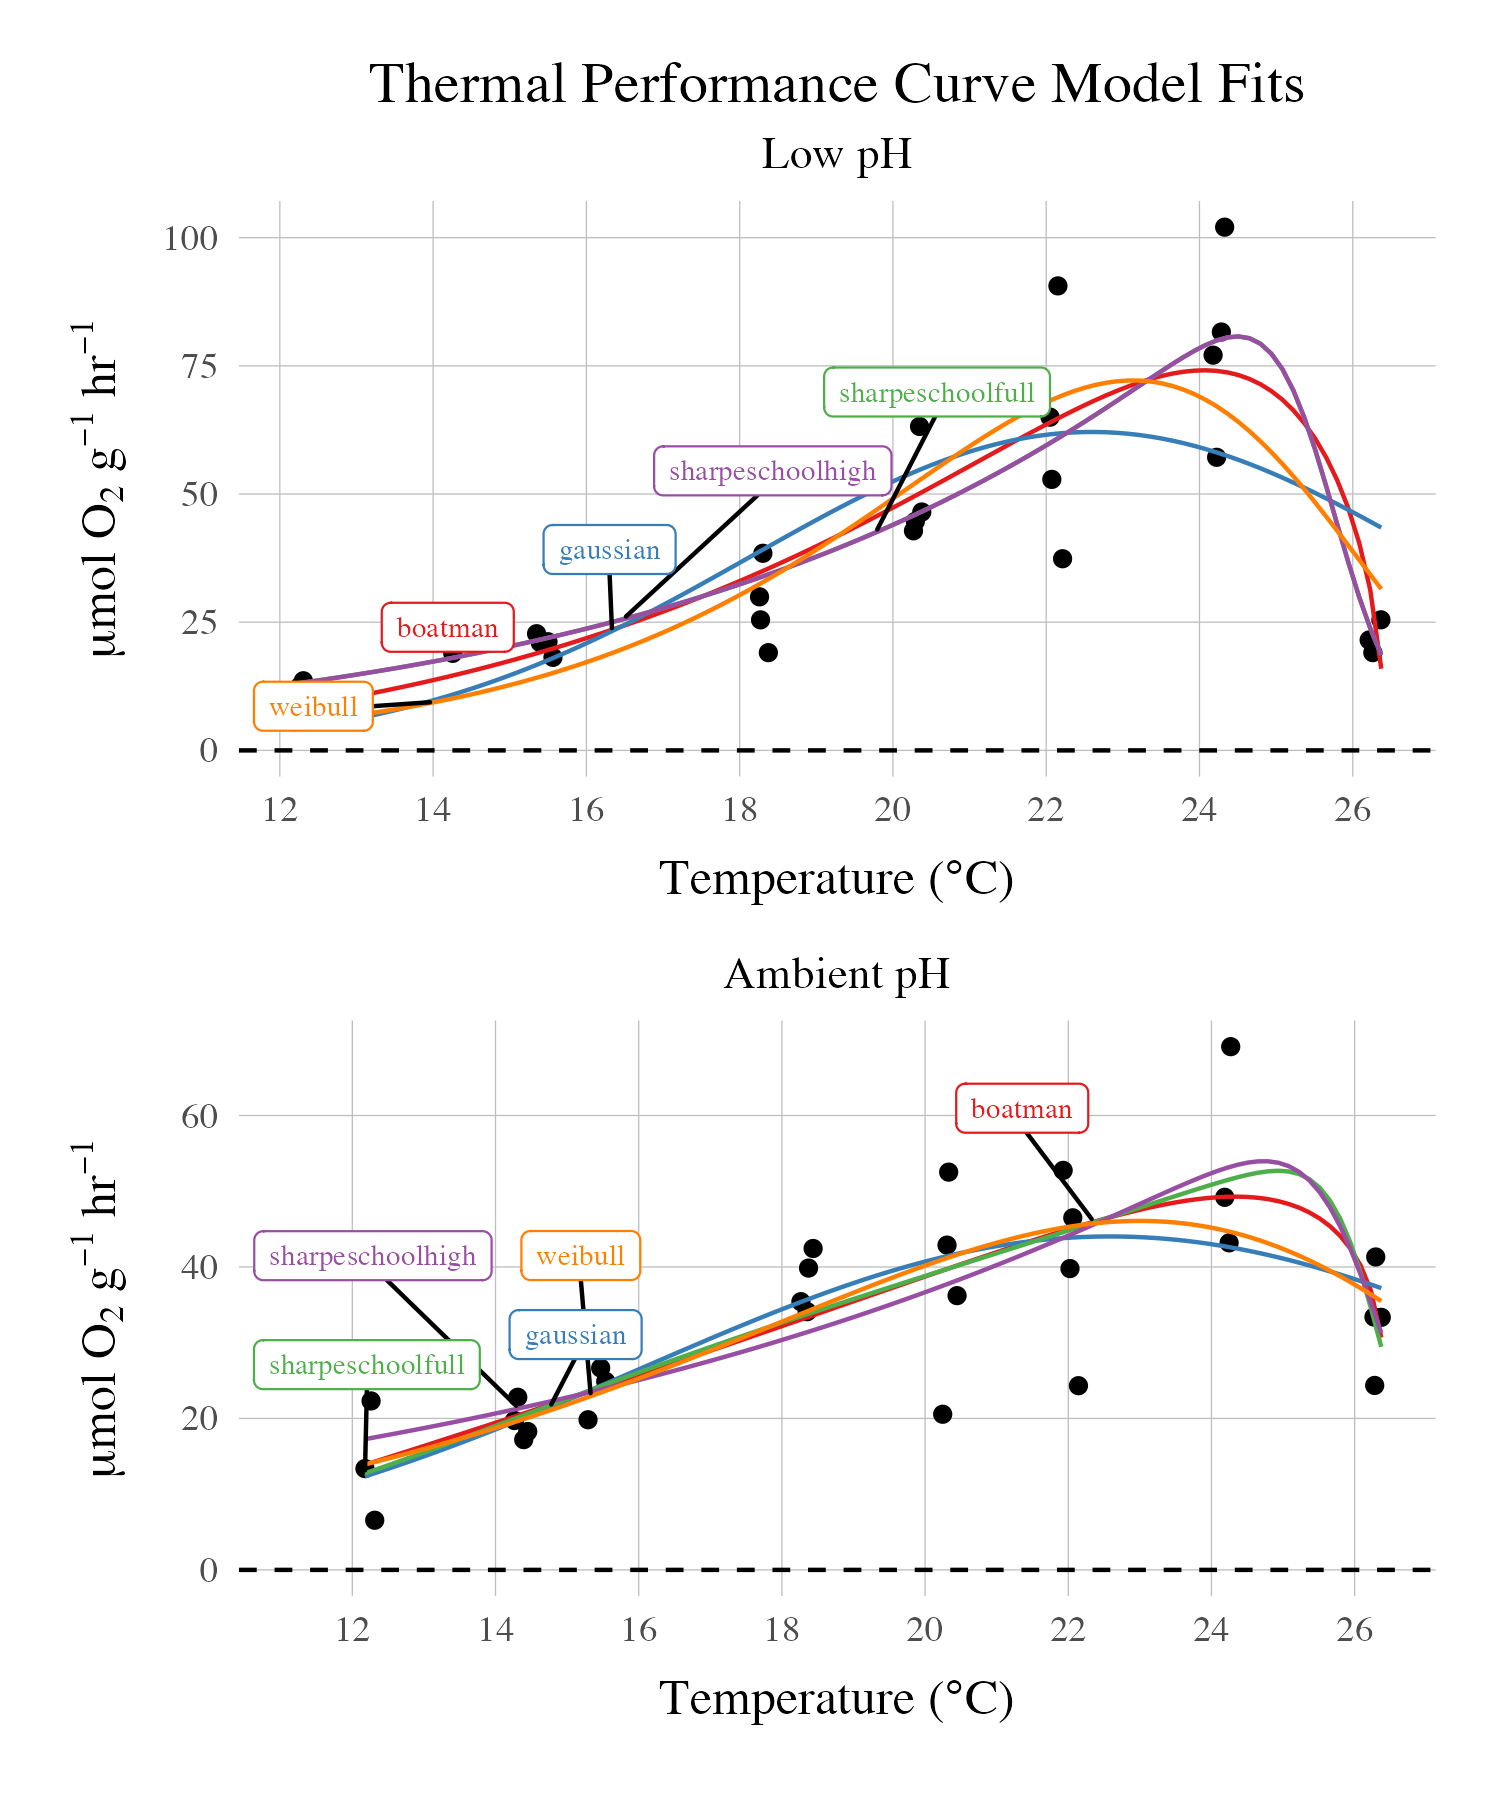 Thermal Performance Curve Model Fits
Low pH
µmol O₂ g⁻¹ hr⁻¹
100
75
50
25
0
sharpeschoolfull
sharpeschoolhigh
gaussian
boatman
weibull
12 14 16 18 20 22 24 26
Temperature (°C)
Ambient pH
µmol O₂ g⁻¹ hr⁻¹
60
40
20
0
boatman
sharpeschoolhigh
weibull
gaussian
sharpeschoolfull
12 14 16 18 20 22 24 26
Temperature (°C)